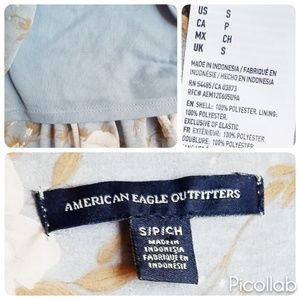 US S
CA P
MX CH
UK S
MADE IN INDONESIA / FABRIQUÉ EN
INDONÉSIE / HECHO EN INDONESIA
RN 54485/CA 03873
EN: SHELL: 100% POLYESTER. LINING:
100% POLYESTER.
EXCLUSIVE OF ELASTIC
FR: EXTÉRIEUR: 100% POLYESTER.
DOUBLURE: 100% POLYESTER.
AMERICAN EAGLE OUTFITTERS
S/P/CH
MADE IN
INDONESIA
FABRIQUÉ EN
INDONÉSIE
Picollab